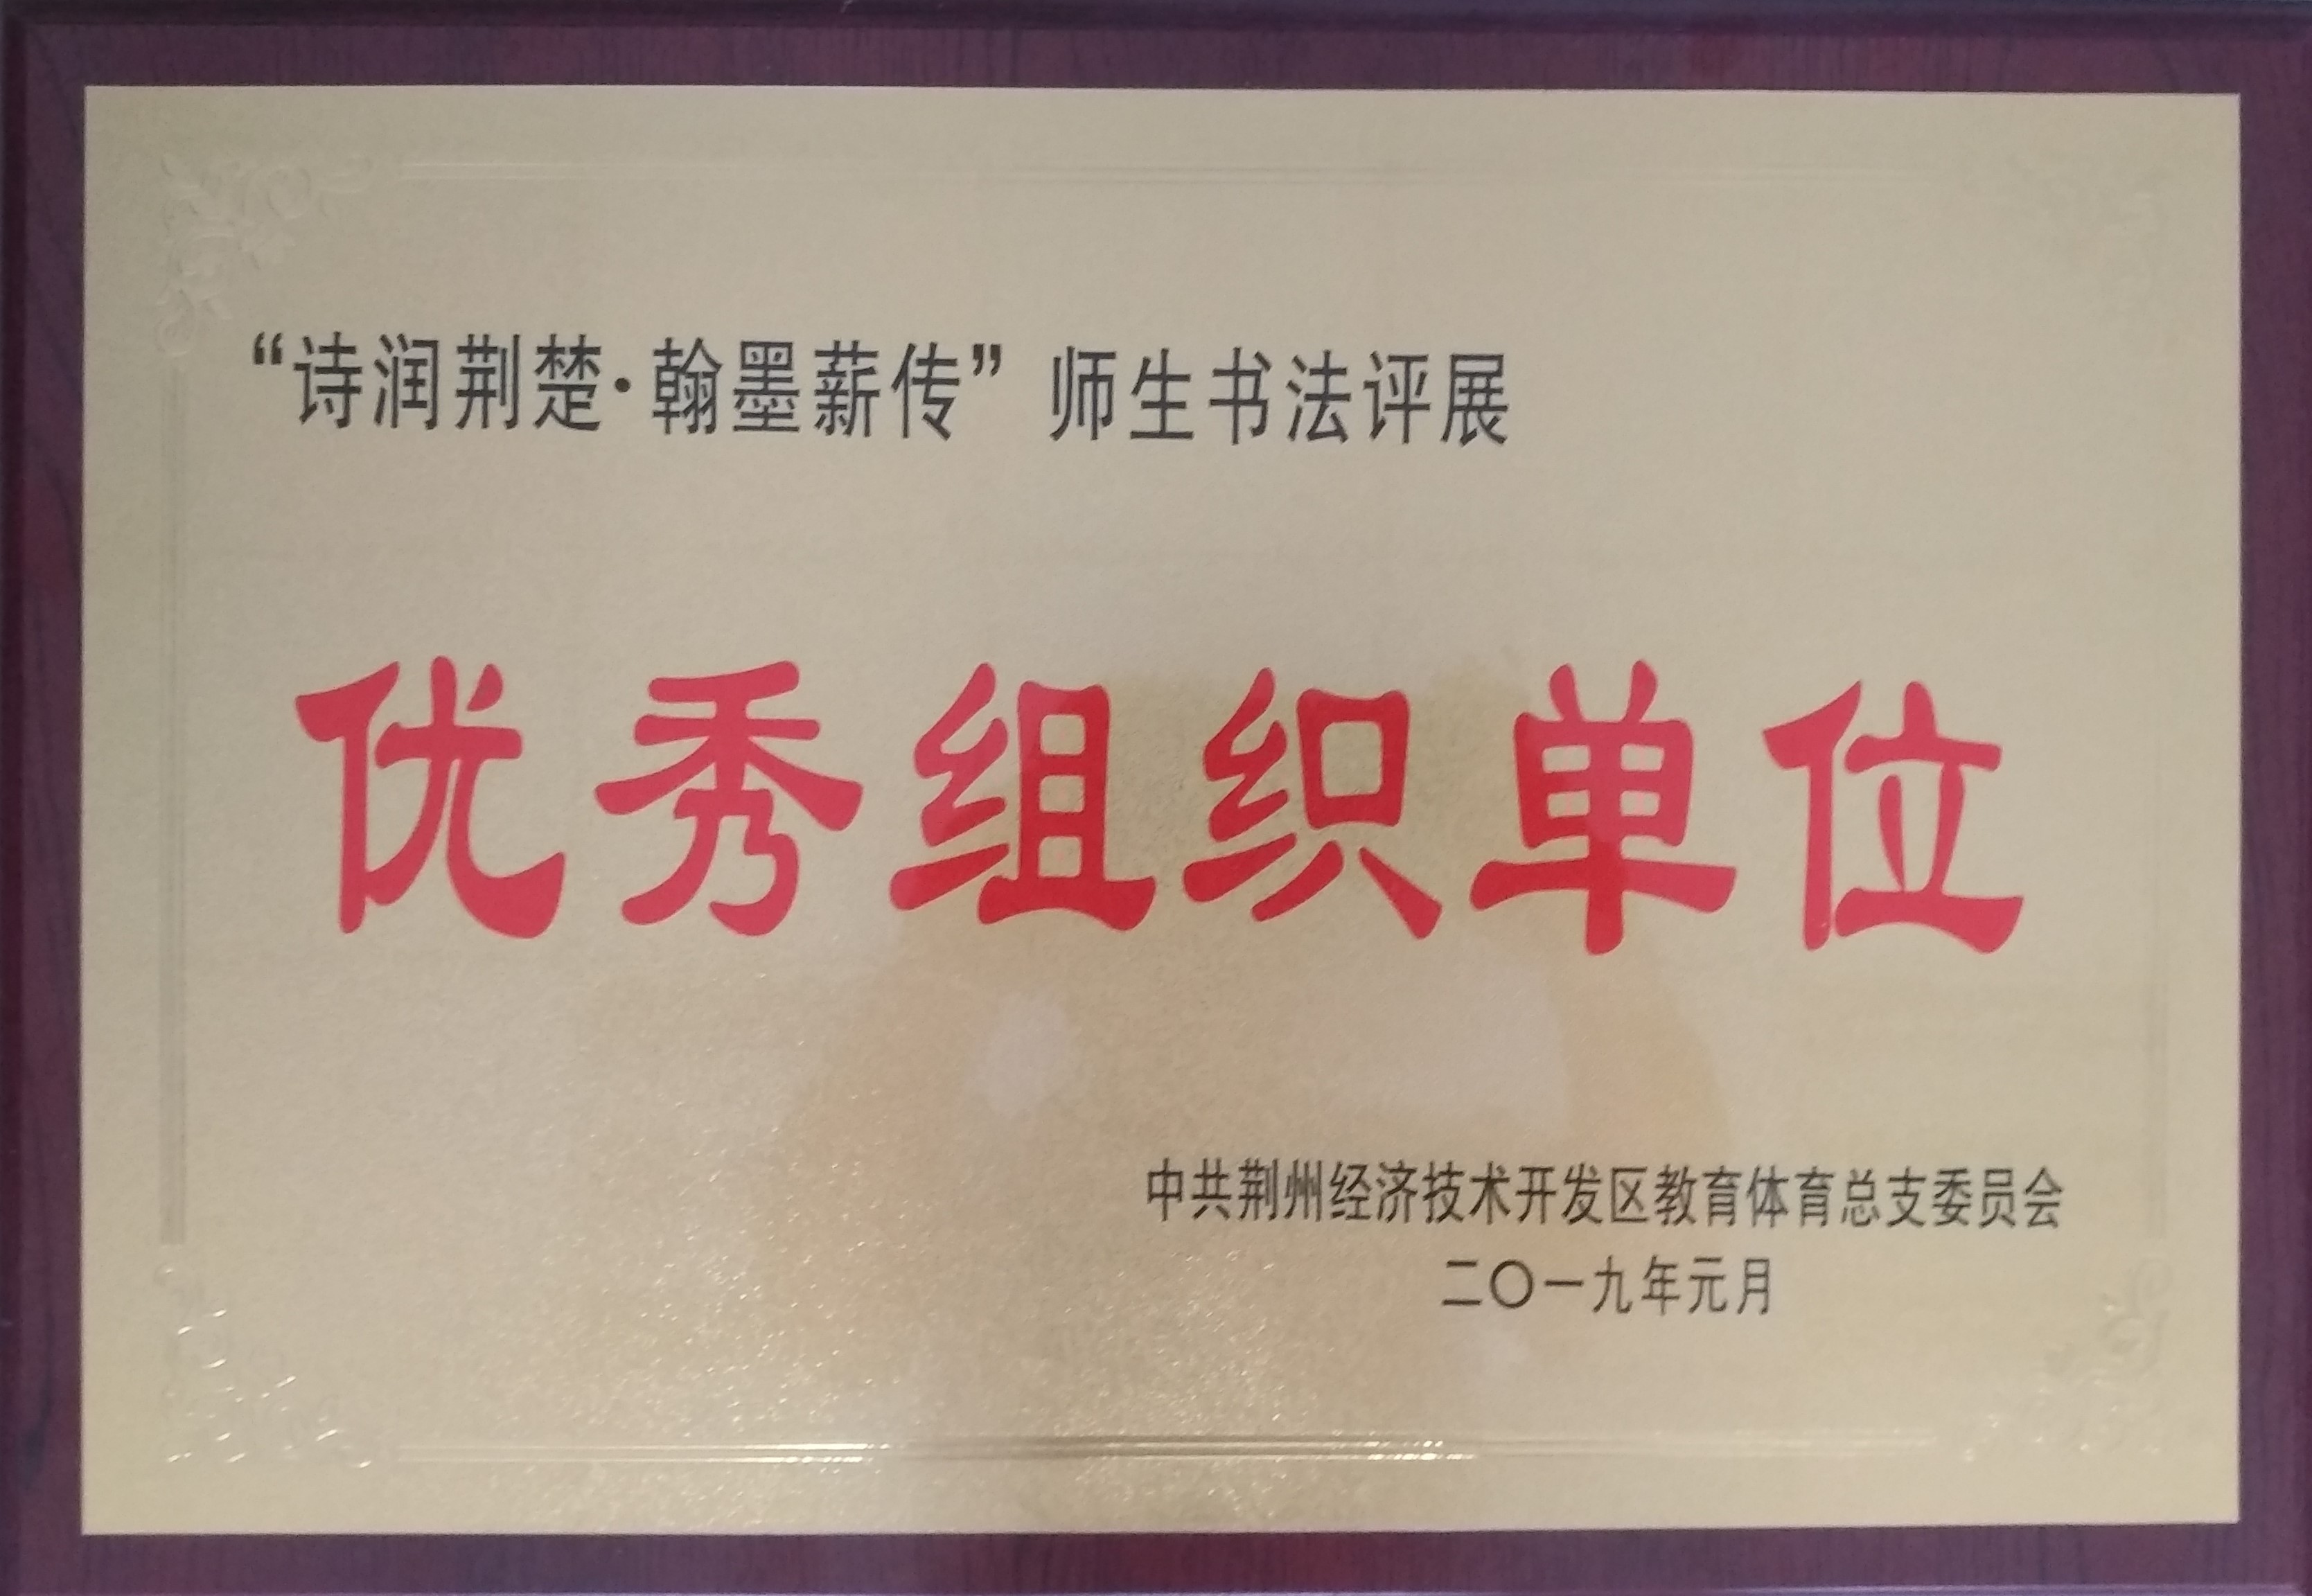 “诗润荆楚·翰墨薪传”师生书法评展
优秀组织单位
中共荆州经济技术开发区教育体育总支委员会
二〇一九年元月